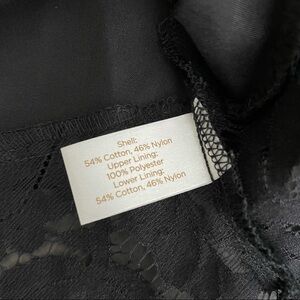 Shell:
54% Cotton, 46% Nylon
Upper Lining:
100% Polyester
Lower Lining:
54% Cotton, 46% Nylon